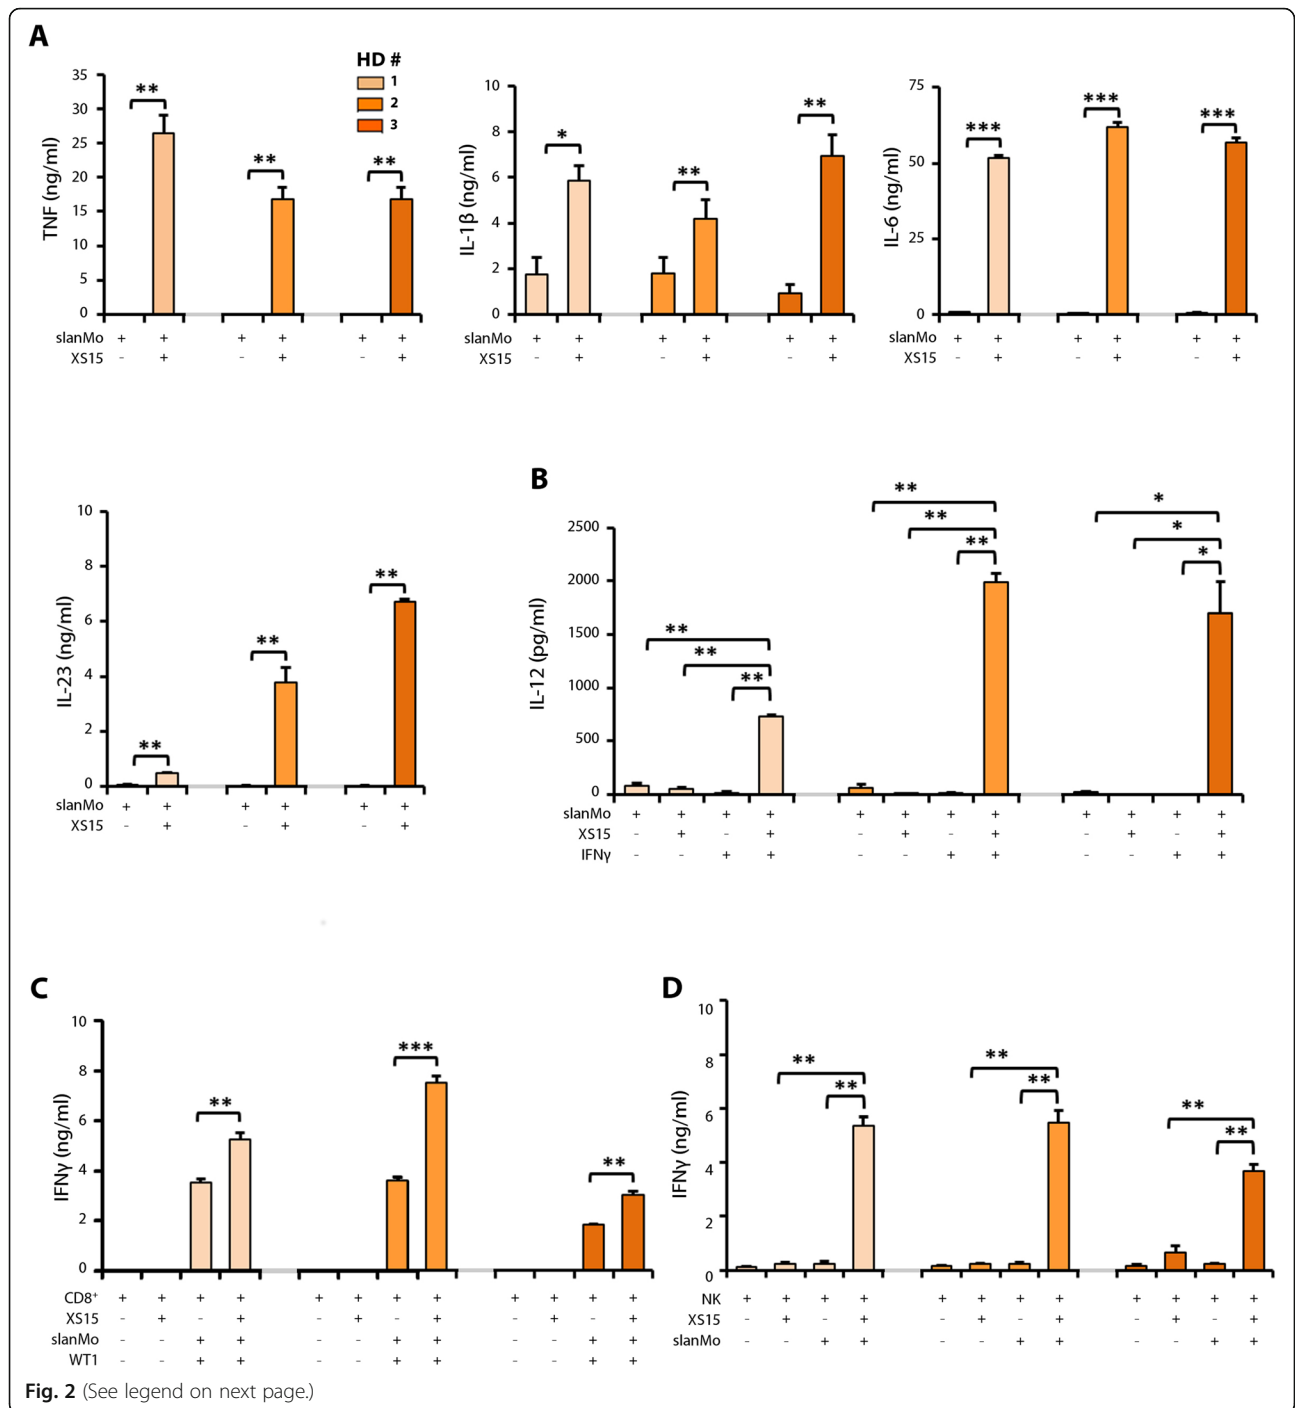 A
HD #
1
2
3
TNF (ng/ml)
35
30
25
20
15
10
5
0
** ** **
slanMo + + + + + +
XS15 - + - + - +
IL-1β (ng/ml)
10
8
6
4
2
0
* ** **
slanMo + + + + + +
XS15 - + - + - +
IL-6 (ng/ml)
75
50
25
0
*** *** ***
slanMo + + + + + +
XS15 - + - + - +
IL-23 (ng/ml)
10
8
6
4
2
0
** ** **
slanMo + + + + + +
XS15 - + - + - +
B
IL-12 (pg/ml)
2500
2000
1500
1000
500
0
** ** *
** ** *
** ** *
slanMo + + + + + + + + + + + +
XS15 - + - + - + - + - + - +
IFNγ - - + + - - + + - - + +
C
IFNγ (ng/ml)
10
8
6
4
2
0
** *** **
CD8⁺ + + + + + + + + + + + +
XS15 - + - + - + - + - + - +
slanMo - - + + - - + + - - + +
WT1 - - + + - - + + - - + +
D
IFNγ (ng/ml)
10
8
6
4
2
0
** ** **
** ** **
NK + + + + + + + + + + + +
XS15 - + - + - + - + - + - +
slanMo - - + + - - + + - - + +
Fig. 2 (See legend on next page.)